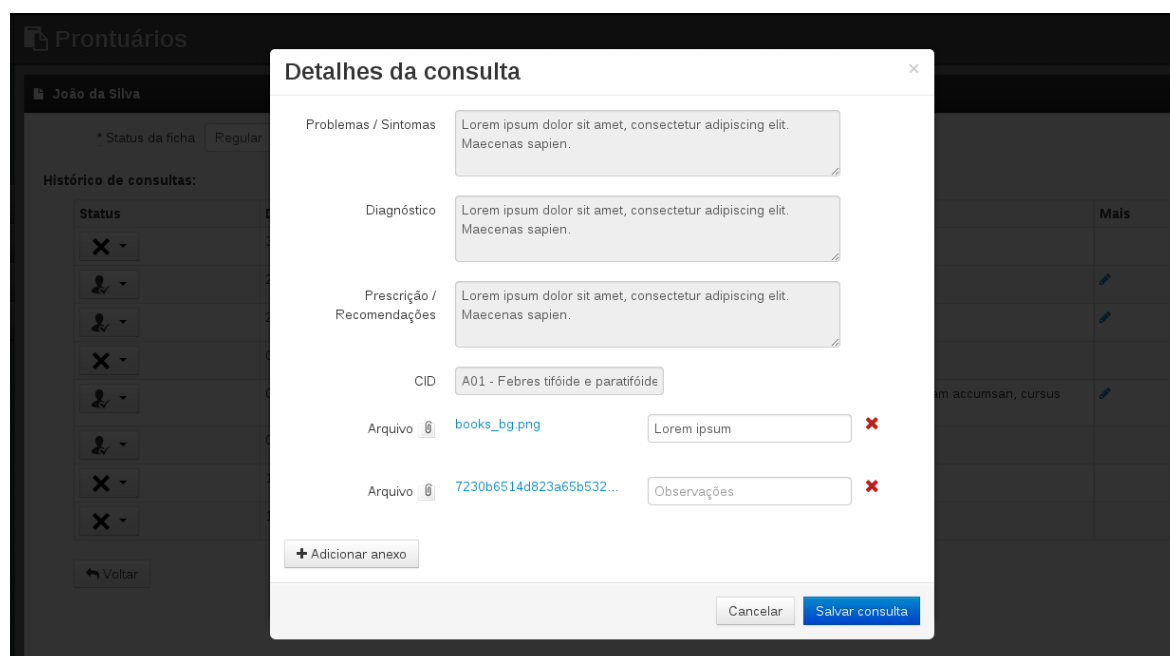 Prontuários
Detalhes da consulta
×
João da Silva
* Status da ficha
Regular
Histórico de consultas:
Status
Mais
Problemas / Sintomas
Lorem ipsum dolor sit amet, consectetur adipiscing elit.
Maecenas sapien.
Diagnóstico
Lorem ipsum dolor sit amet, consectetur adipiscing elit.
Maecenas sapien.
Prescrição /
Recomendações
Lorem ipsum dolor sit amet, consectetur adipiscing elit.
Maecenas sapien.
CID
A01 - Febres tifóide e paratifóide
accumsan, cursus
Arquivo
books_bg.png
Lorem ipsum
Arquivo
7230b6514d823a65b532...
Observações
Adicionar anexo
Voltar
Cancelar
Salvar consulta